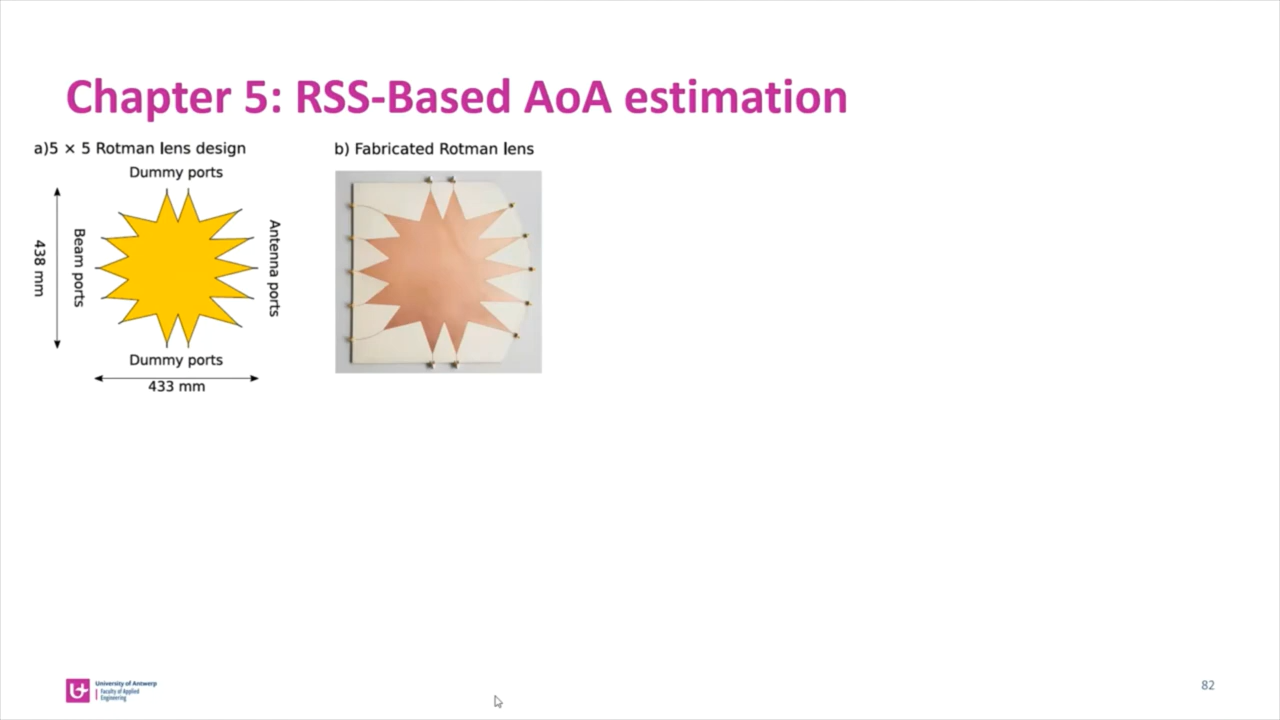 Chapter 5: RSS-Based AoA estimation
a)5 × 5 Rotman lens design
Dummy ports
438 mm
Beam ports
Antenna ports
Dummy ports
433 mm
b) Fabricated Rotman lens
University of Antwerp
Faculty of Applied
Engineering
82